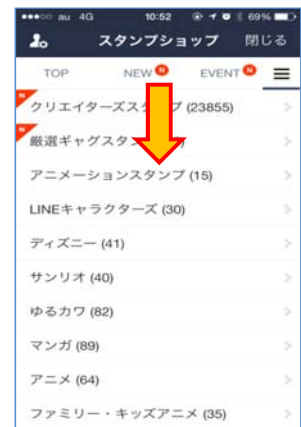 au 4G 10:52 69%
スタンプショップ 閉じる
TOP NEW N EVENT N
N
クリエイターズスタンプ (23855)
N
厳選ギャグスタン
アニメーションスタンプ (15)
LINEキャラクターズ (30)
ディズニー (41)
サンリオ (40)
ゆるカワ (82)
マンガ (89)
アニメ (64)
ファミリー・キッズアニメ (35)